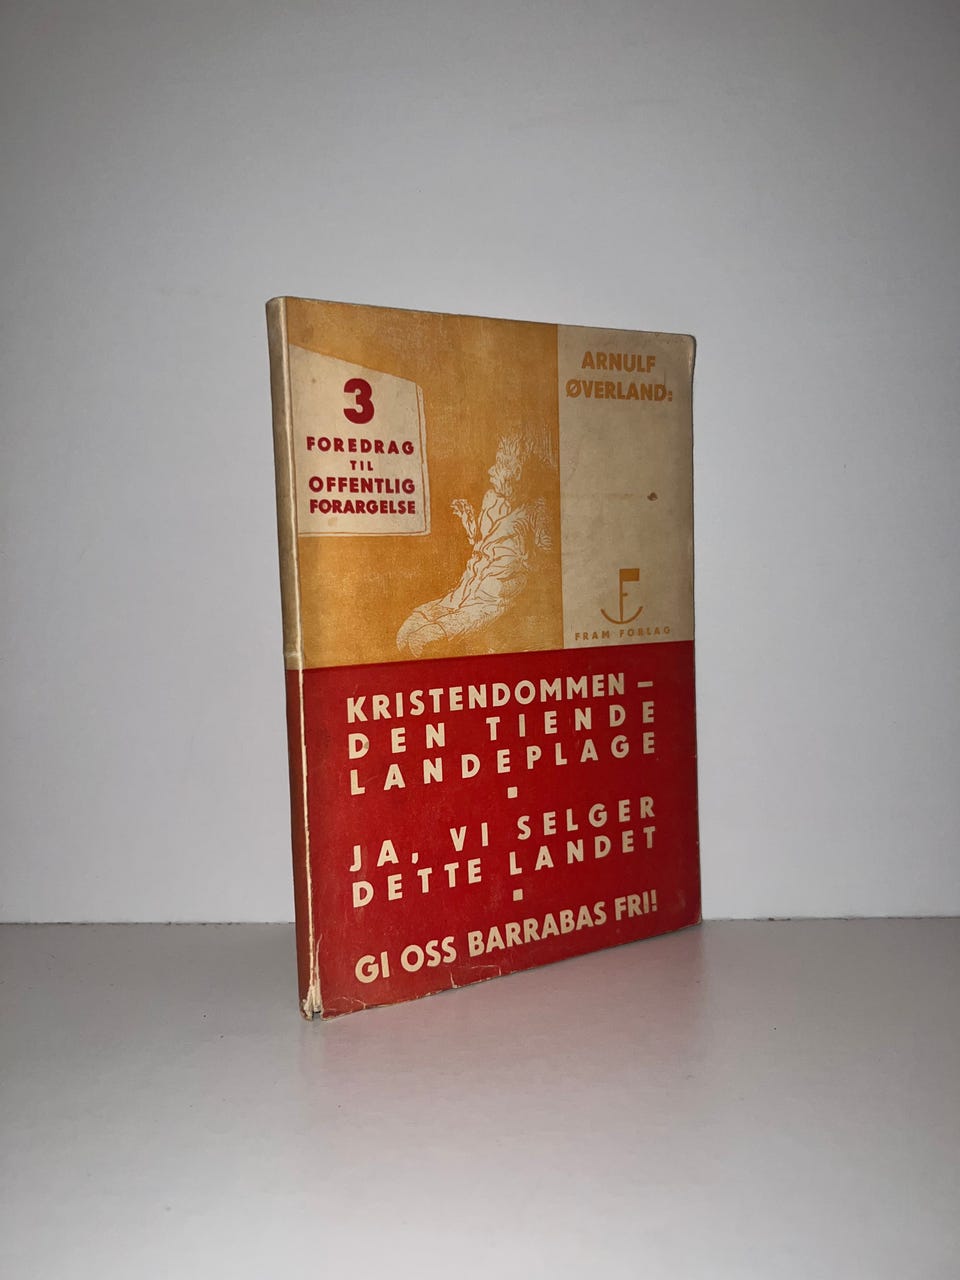 3
FOREDRAG
TIL
OFFENTLIG
FORARGELSE
ARNULF
ØVERLAND:
F
FRAM FORLAG
KRISTENDOMMEN –
DEN TIENDE
LANDEPLAGE
JA, VI SELGER
DETTE LANDET
GI OSS BARRABAS FRI!